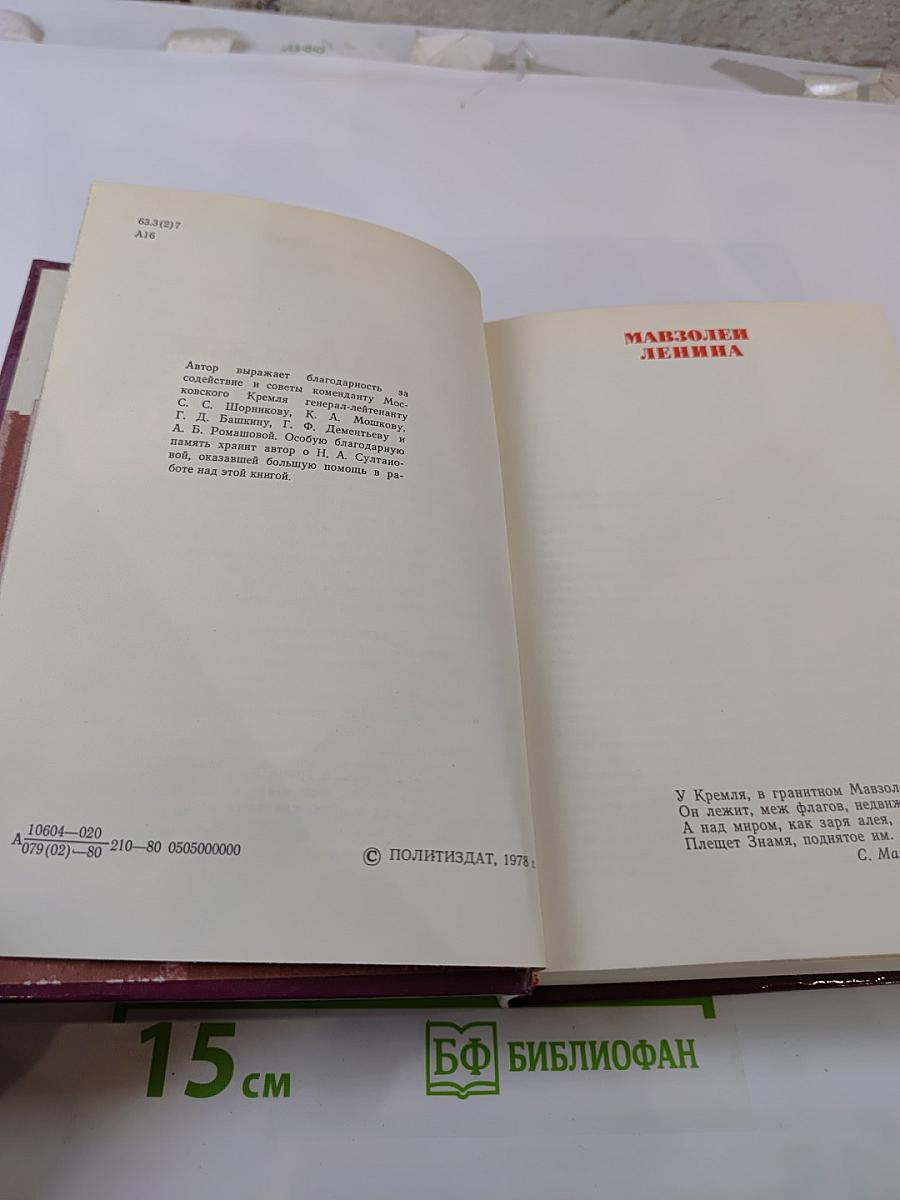 63.3(2)7
А16
Автор выражает благодарность за
содействие и советы коменданту Мос-
ковского Кремля генерал-лейтенанту
С. С. Шорникову, К. А. Мошкову,
Г. Д. Башкину, Г. Ф. Дементьеву и
А. Б. Ромашовой. Особую благодарную
память хранит автор о Н. А. Султано-
вой, оказавшей большую помощь в ра-
боте над этой книгой.
А 10604—020
079(02)—80 210—80 0505000000
© ПОЛИТИЗДАТ, 1978 г.
МАВЗОЛЕЙ
ЛЕНИНА
У Кремля, в гранитном Мавзол
Он лежит, меж флагов, недвиж
А над миром, как заря алея,
Плещет Знамя, поднятое им.
С. Ма
15 см
БФ БИБЛИОФАН